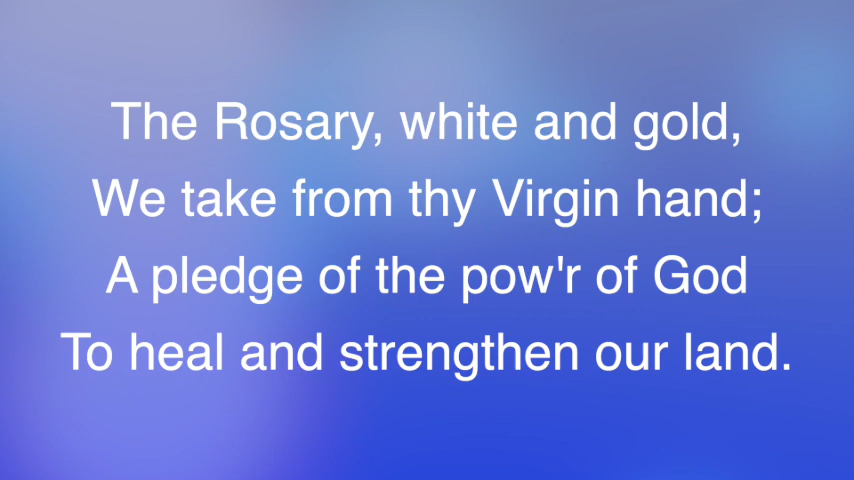 The Rosary, white and gold,
We take from thy Virgin hand;
A pledge of the pow'r of God
To heal and strengthen our land.